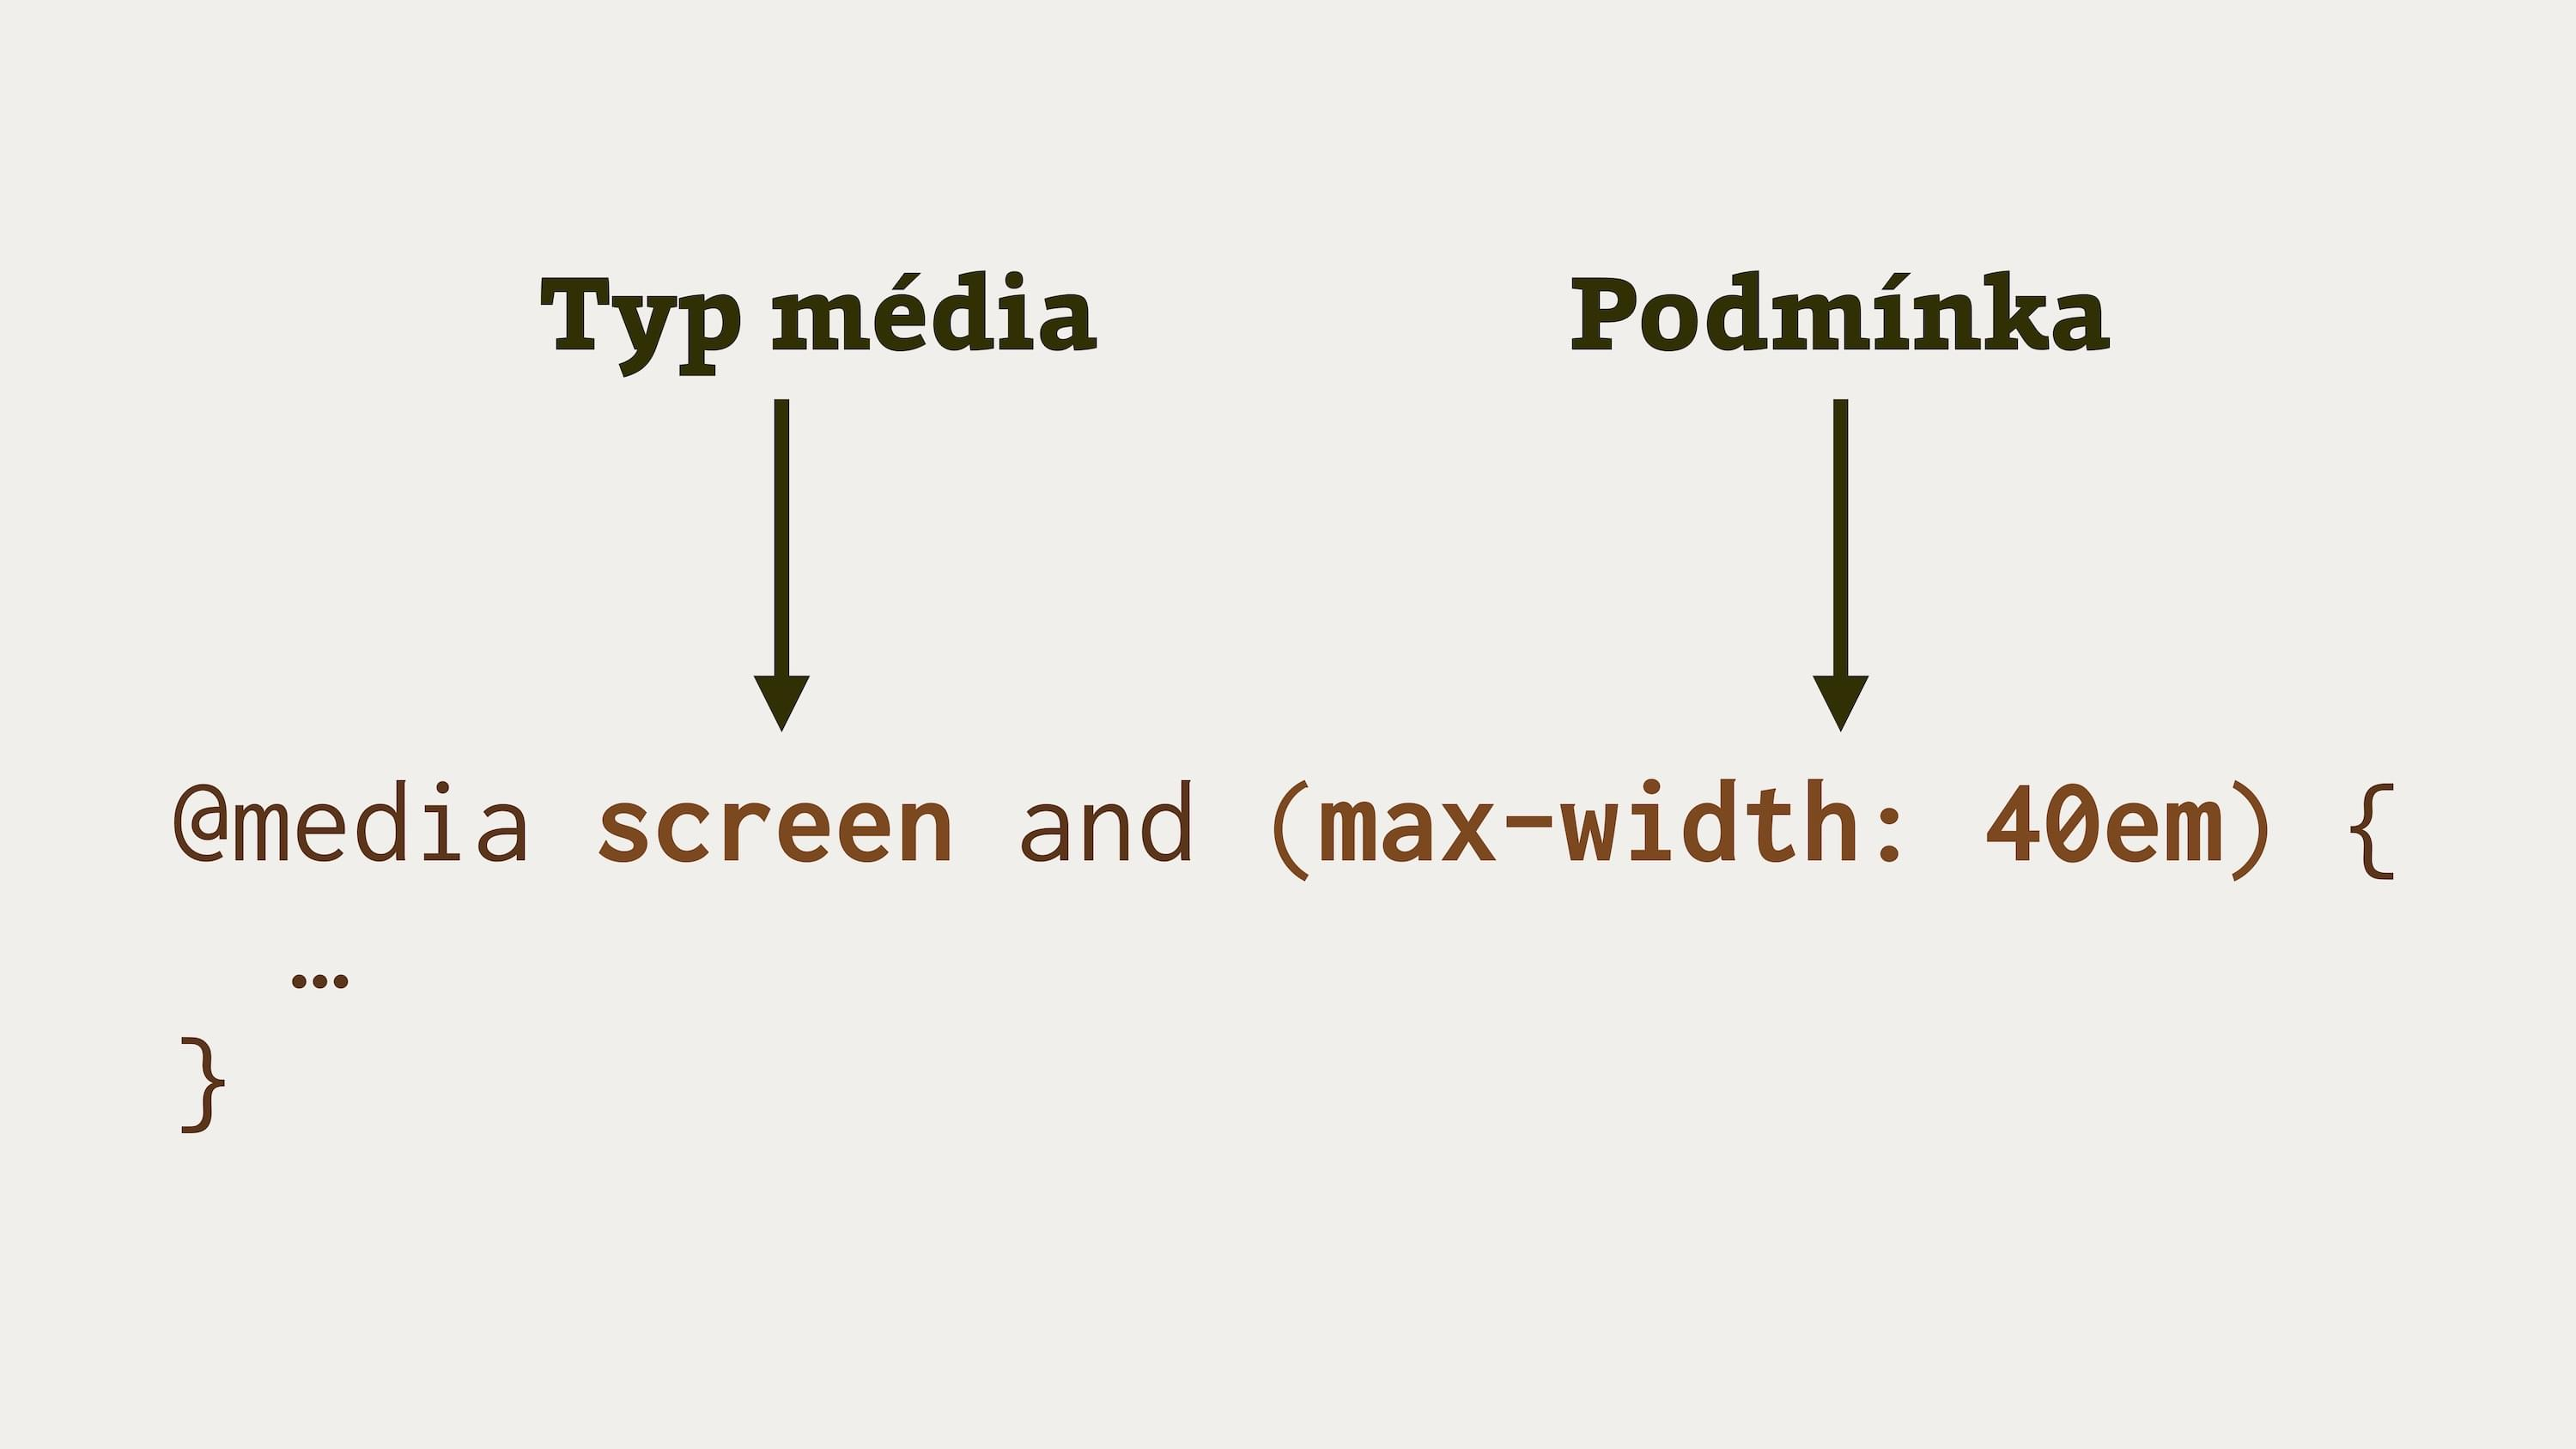 Typ média
Podmínka
@media screen and (max-width: 40em) {
…
}